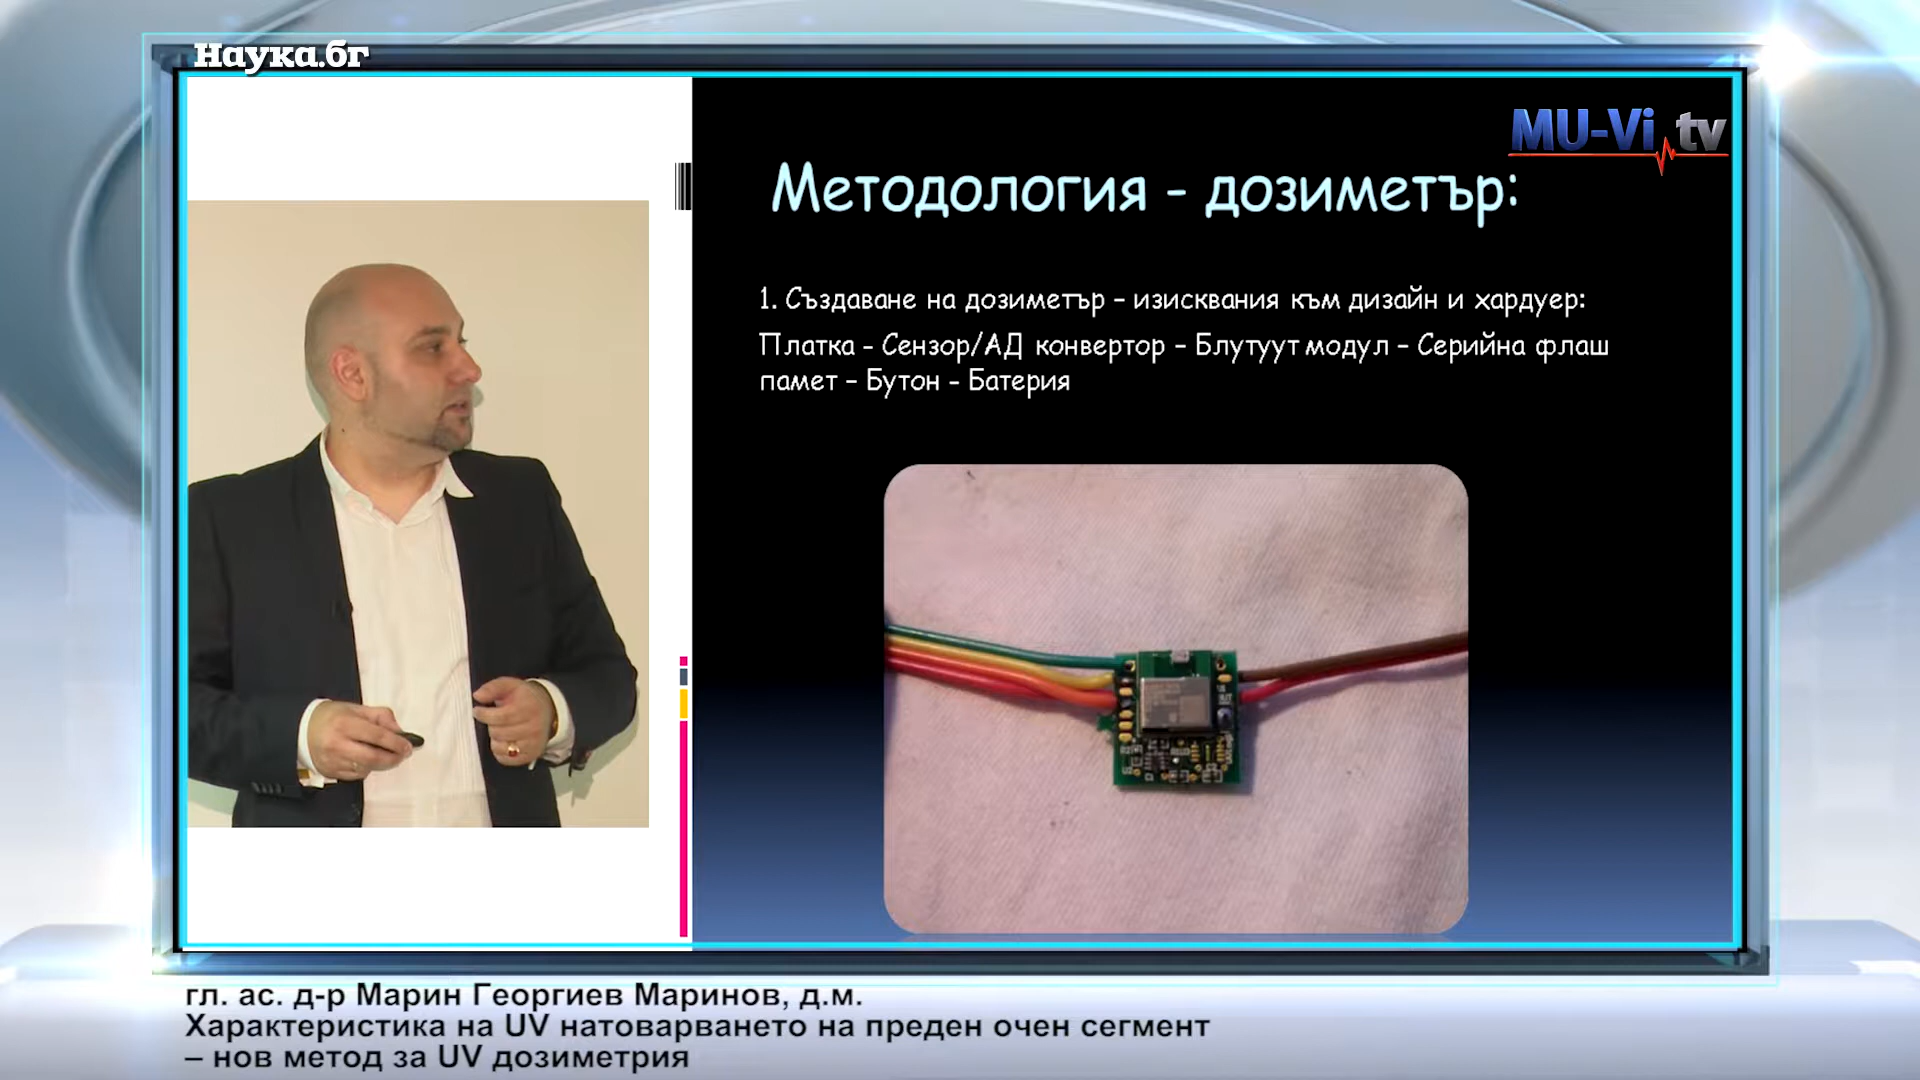 Наука.бг
MU-Vi.tv
Методология - дозиметър:
1. Създаване на дозиметър – изисквания към дизайн и хардуер:
Платка - Сензор/АД конвертор – Блутуут модул – Серийна флаш
памет – Бутон - Батерия
гл. ас. д-р Марин Георгиев Маринов, д.м.
Характеристика на UV натоварването на преден очен сегмент
– нов метод за UV дозиметрия